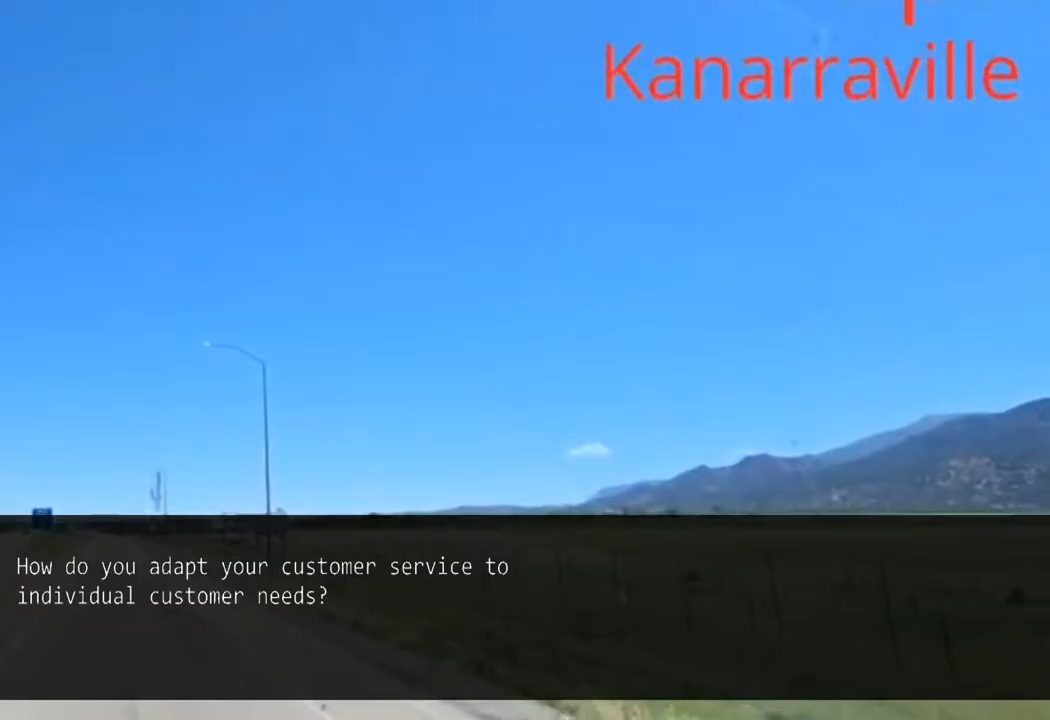 Kanarraville
How do you adapt your customer service to
individual customer needs?